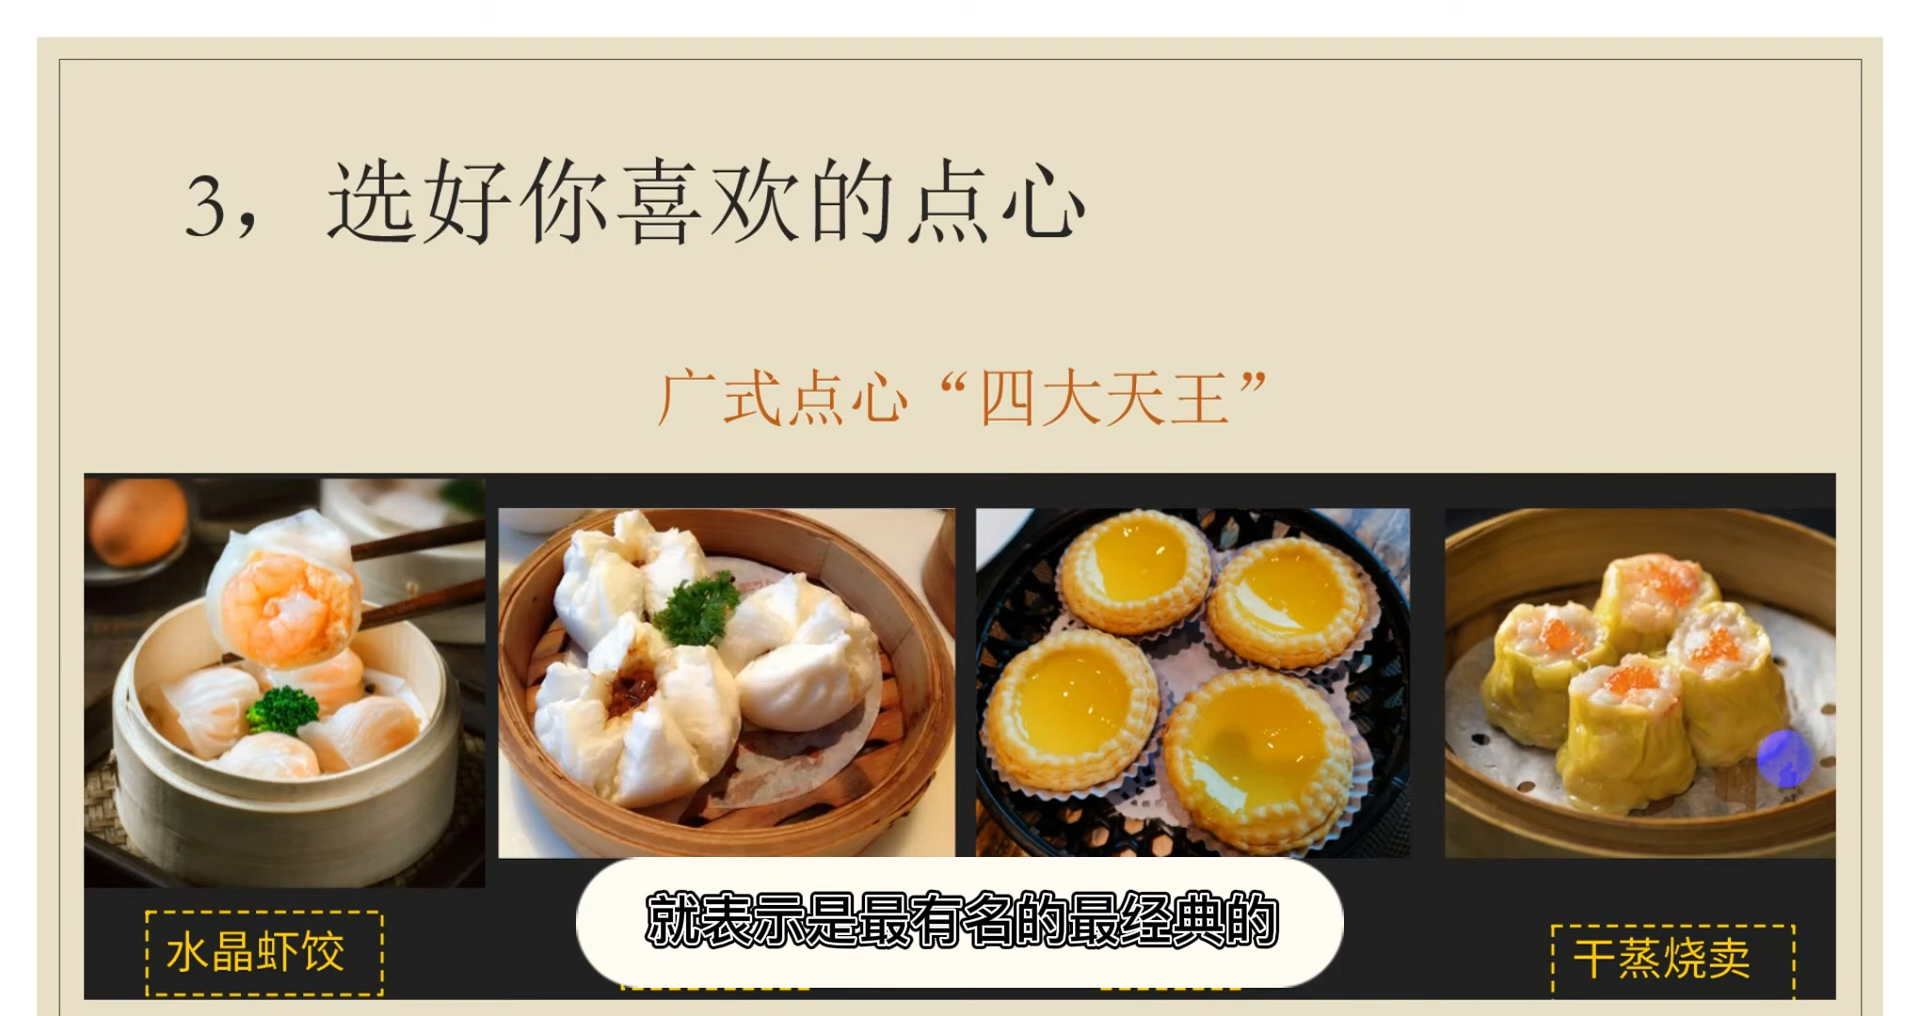 3，选好你喜欢的点心
广式点心“四大天王”
水晶虾饺
干蒸烧卖
就表示是最有名的最经典的